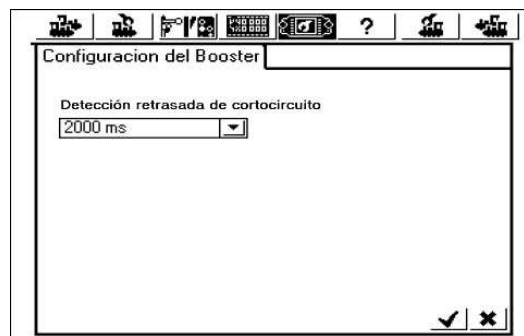 ?
Configuracion del Booster
Detección retrasada de cortocircuito
2000 ms